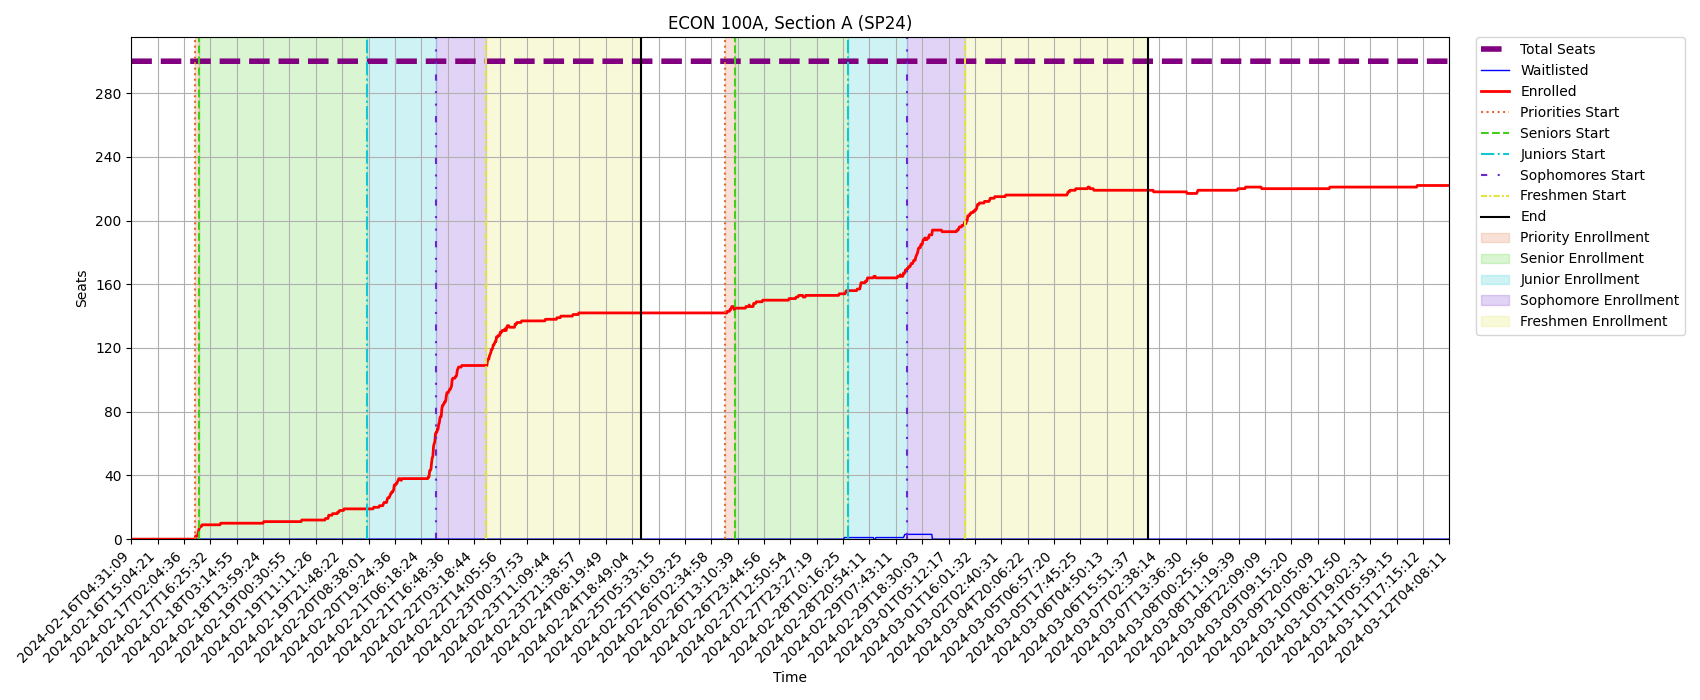 ECON 100A, Section A (SP24)
Total Seats
Waitlisted
Enrolled
Priorities Start
Seniors Start
Juniors Start
Sophomores Start
Freshmen Start
End
Priority Enrollment
Senior Enrollment
Junior Enrollment
Sophomore Enrollment
Freshmen Enrollment
Seats
280
240
200
160
120
80
40
0
2024-02-16T04:31:09
2024-02-16T15:04:21
2024-02-17T02:04:36
2024-02-17T16:25:32
2024-02-18T03:14:55
2024-02-18T13:59:24
2024-02-19T00:30:55
2024-02-19T11:11:26
2024-02-19T21:48:22
2024-02-20T08:38:01
2024-02-20T19:24:36
2024-02-21T06:18:24
2024-02-21T16:48:36
2024-02-22T03:18:44
2024-02-22T14:05:56
2024-02-23T00:37:53
2024-02-23T11:09:44
2024-02-23T21:38:57
2024-02-24T08:19:49
2024-02-24T18:49:04
2024-02-25T05:33:15
2024-02-25T16:03:25
2024-02-26T02:34:58
2024-02-26T13:10:39
2024-02-26T23:44:56
2024-02-27T12:50:54
2024-02-27T23:27:19
2024-02-28T10:16:25
2024-02-28T20:54:11
2024-02-29T07:43:11
2024-02-29T18:30:03
2024-03-01T05:12:17
2024-03-01T16:01:32
2024-03-02T02:40:31
2024-03-04T20:06:22
2024-03-05T06:57:20
2024-03-05T17:45:25
2024-03-06T04:50:13
2024-03-06T15:51:37
2024-03-07T02:38:14
2024-03-07T13:36:30
2024-03-08T00:25:56
2024-03-08T11:19:39
2024-03-08T22:09:09
2024-03-09T09:15:20
2024-03-09T20:05:09
2024-03-10T08:12:50
2024-03-10T19:02:31
2024-03-11T05:59:15
2024-03-11T17:15:12
2024-03-12T04:08:11
Time